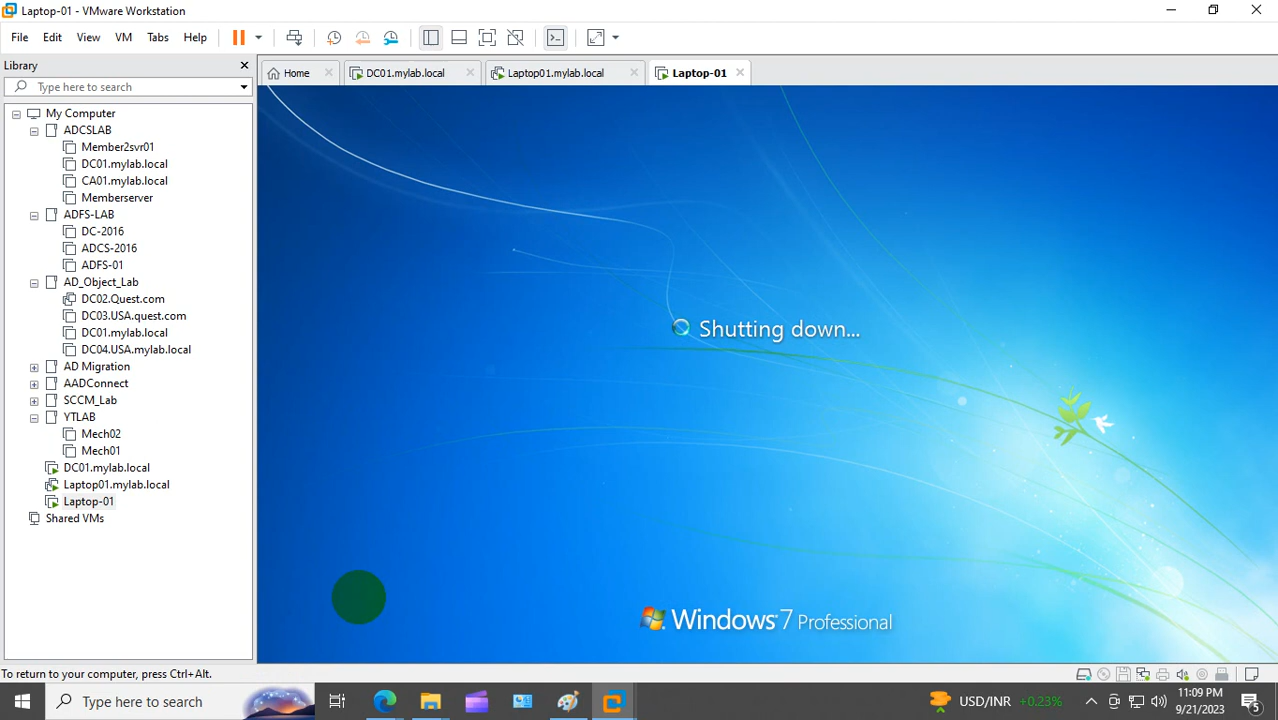 Laptop-01 - VMware Workstation
File Edit View VM Tabs Help
Library
Type here to search
Home
DC01.mylab.local
Laptop01.mylab.local
Laptop-01
My Computer
ADCSLAB
Member2svr01
DC01.mylab.local
CA01.mylab.local
Memberserver
ADFS-LAB
DC-2016
ADCS-2016
ADFS-01
AD_Object_Lab
DC02.Quest.com
DC03.USA.quest.com
DC01.mylab.local
DC04.USA.mylab.local
AD Migration
AADConnect
SCCM_Lab
YTLAB
Mech02
Mech01
DC01.mylab.local
Laptop01.mylab.local
Laptop-01
Shared VMs
Shutting down...
Windows 7 Professional
To return to your computer, press Ctrl+Alt.
Type here to search
USD/INR +0.23%
11:09 PM
9/21/2023
5